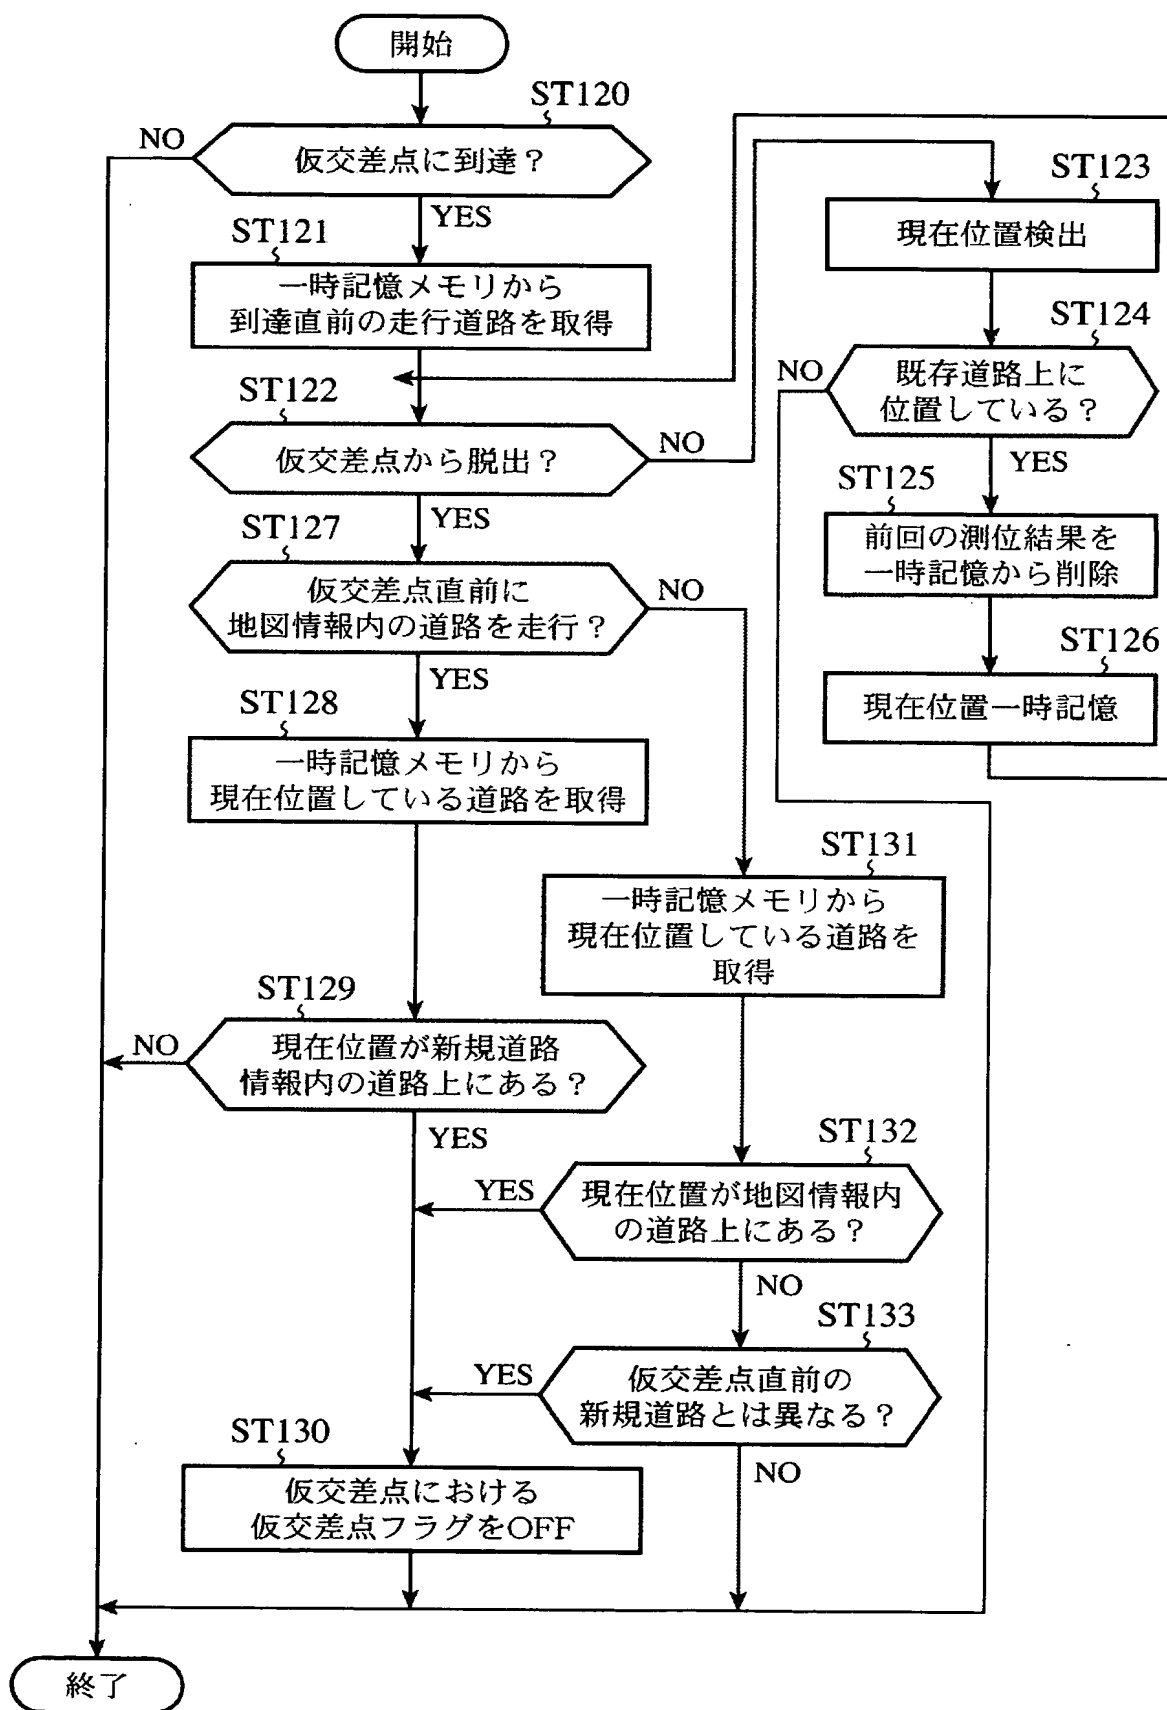 開始
ST120
仮交差点に到達？
NO
YES
ST121
一時記憶メモリから
到達直前の走行道路を取得
ST122
仮交差点から脱出？
NO
YES
ST123
現在位置検出
ST124
既存道路上に
位置している？
NO
YES
ST125
前回の測位結果を
一時記憶から削除
ST126
現在位置一時記憶
ST127
仮交差点直前に
地図情報内の道路を走行？
NO
YES
ST128
一時記憶メモリから
現在位置している道路を取得
ST129
現在位置が新規道路
情報内の道路上にある？
NO
YES
ST131
一時記憶メモリから
現在位置している道路を
取得
ST132
現在位置が地図情報内
の道路上にある？
YES
NO
ST133
仮交差点直前の
新規道路とは異なる？
YES
NO
ST130
仮交差点における
仮交差点フラグをOFF
終了